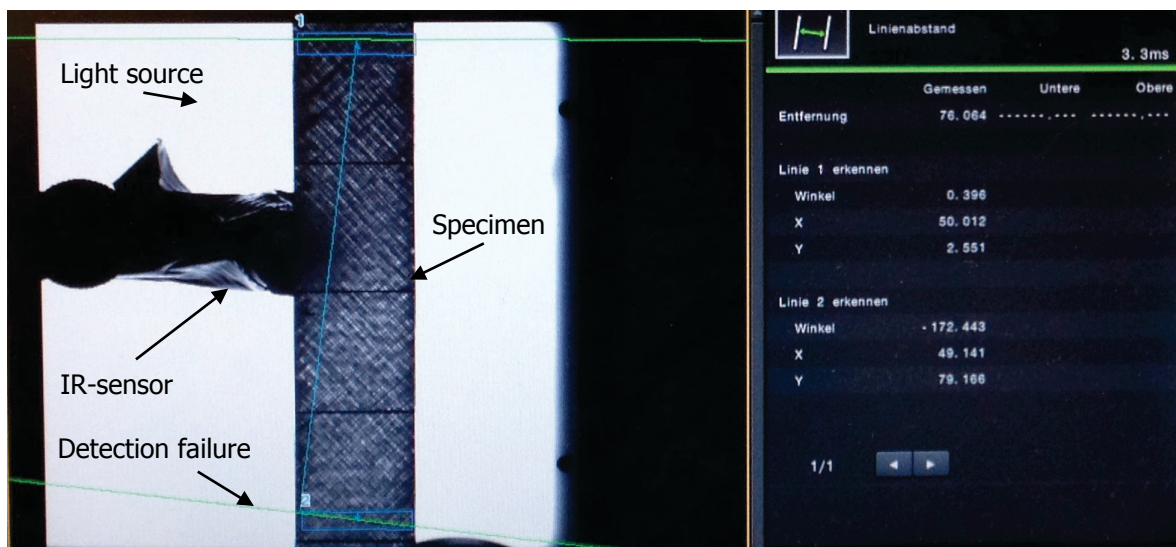 1
Light source
Specimen
IR-sensor
Detection failure
2
Linienabstand
3.3ms
Gemessen Untere Obere
Entfernung 76.064 ------.--- ------.---
Linie 1 erkennen
Winkel 0.396
X 50.012
Y 2.551
Linie 2 erkennen
Winkel -172.443
X 49.141
Y 79.166
1/1